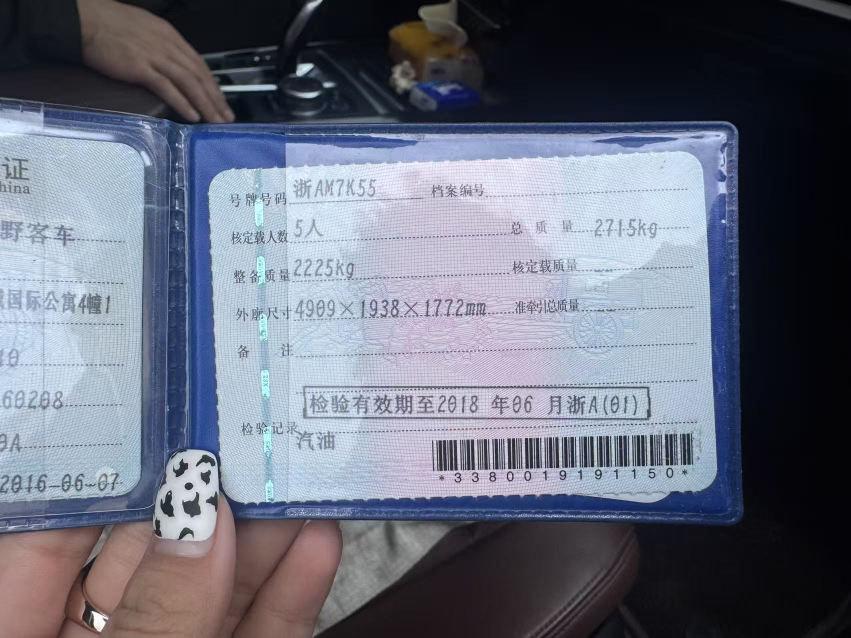 证
China
野客车
国际公寓4幢1
10
60208
0A
2016-06-07
号牌号码 浙AM7K55 档案编号
核定载人数 5人 总质量 2715kg
整备质量 2225kg 核定载质量 --
外廓尺寸 4909×1938×1772mm 准牵引总质量 --
备注
检验有效期至2018 年06 月浙A(01)
检验记录
汽油
*3380019191150*